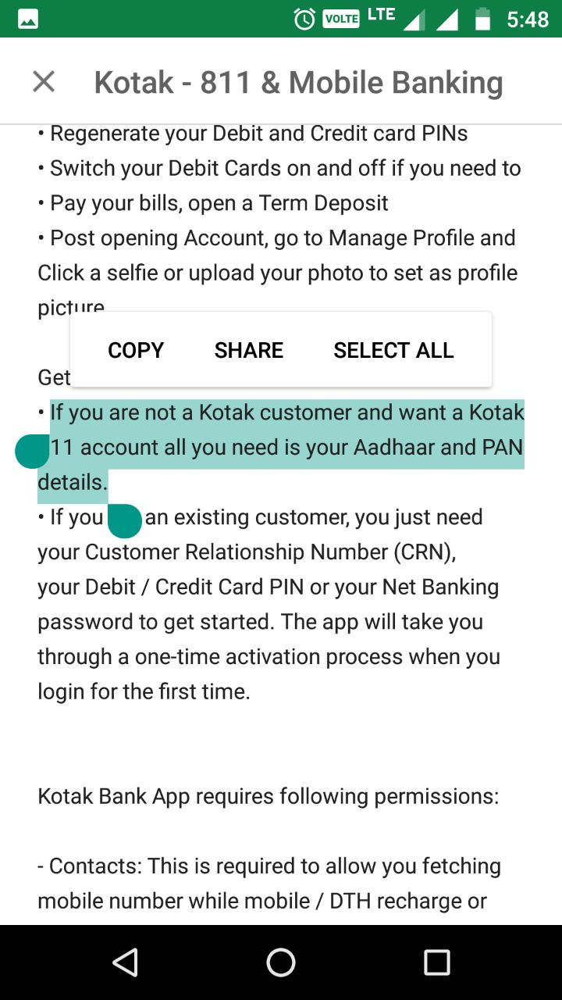 VOLTE LTE 5:48
Kotak - 811 & Mobile Banking
• Regenerate your Debit and Credit card PINs
• Switch your Debit Cards on and off if you need to
• Pay your bills, open a Term Deposit
• Post opening Account, go to Manage Profile and
Click a selfie or upload your photo to set as profile
picture
COPY SHARE SELECT ALL
Get
• If you are not a Kotak customer and want a Kotak
11 account all you need is your Aadhaar and PAN
details.
• If you an existing customer, you just need
your Customer Relationship Number (CRN),
your Debit / Credit Card PIN or your Net Banking
password to get started. The app will take you
through a one-time activation process when you
login for the first time.
Kotak Bank App requires following permissions:
- Contacts: This is required to allow you fetching
mobile number while mobile / DTH recharge or